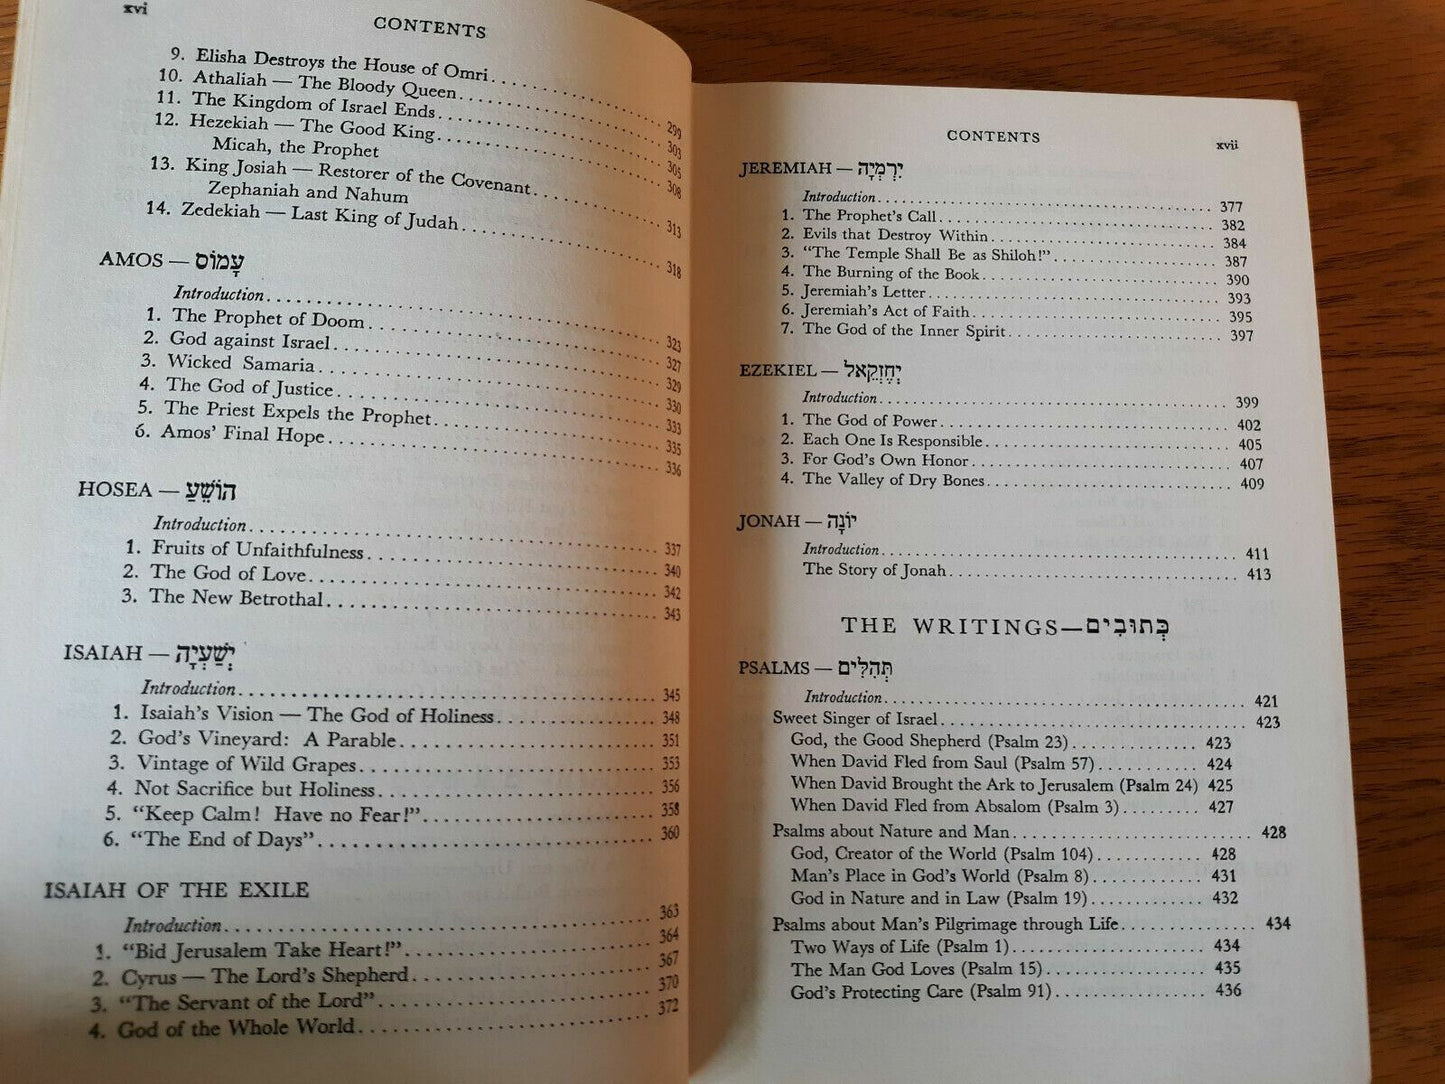 xvi
CONTENTS
9. Elisha Destroys the House of Omri 299
10. Athaliah — The Bloody Queen 303
11. The Kingdom of Israel Ends 305
12. Hezekiah — The Good King 308
Micah, the Prophet
13. King Josiah — Restorer of the Covenant 313
Zephaniah and Nahum
14. Zedekiah — Last King of Judah 318
AMOS — עָמוֹס
Introduction 323
1. The Prophet of Doom 327
2. God against Israel 329
3. Wicked Samaria 330
4. The God of Justice 333
5. The Priest Expels the Prophet 335
6. Amos' Final Hope 336
HOSEA — הוֹשֵׁעַ
Introduction 337
1. Fruits of Unfaithfulness 340
2. The God of Love 342
3. The New Betrothal 343
ISAIAH — יְשַׁעְיָה
Introduction 345
1. Isaiah's Vision — The God of Holiness 348
2. God's Vineyard: A Parable 351
3. Vintage of Wild Grapes 353
4. Not Sacrifice but Holiness 356
5. "Keep Calm! Have no Fear!" 358
6. "The End of Days" 360
ISAIAH OF THE EXILE
Introduction 363
1. "Bid Jerusalem Take Heart!" 364
2. Cyrus — The Lord's Shepherd 367
3. "The Servant of the Lord" 370
4. God of the Whole World 372
CONTENTS
xvii
JEREMIAH — יִרְמְיָה
Introduction 377
1. The Prophet's Call 382
2. Evils that Destroy Within 384
3. "The Temple Shall Be as Shiloh!" 387
4. The Burning of the Book 390
5. Jeremiah's Letter 393
6. Jeremiah's Act of Faith 395
7. The God of the Inner Spirit 397
EZEKIEL — יְחֶזְקֵאל
Introduction 399
1. The God of Power 402
2. Each One Is Responsible 405
3. For God's Own Honor 407
4. The Valley of Dry Bones 409
JONAH — יוֹנָה
Introduction 411
The Story of Jonah 413
THE WRITINGS — כְּתוּבִים
PSALMS — תְּהִלִּים
Introduction 421
Sweet Singer of Israel 423
God, the Good Shepherd (Psalm 23) 423
When David Fled from Saul (Psalm 57) 424
When David Brought the Ark to Jerusalem (Psalm 24) 425
When David Fled from Absalom (Psalm 3) 427
Psalms about Nature and Man 428
God, Creator of the World (Psalm 104) 428
Man's Place in God's World (Psalm 8) 431
God in Nature and in Law (Psalm 19) 432
Psalms about Man's Pilgrimage through Life 434
Two Ways of Life (Psalm 1) 434
The Man God Loves (Psalm 15) 435
God's Protecting Care (Psalm 91) 436